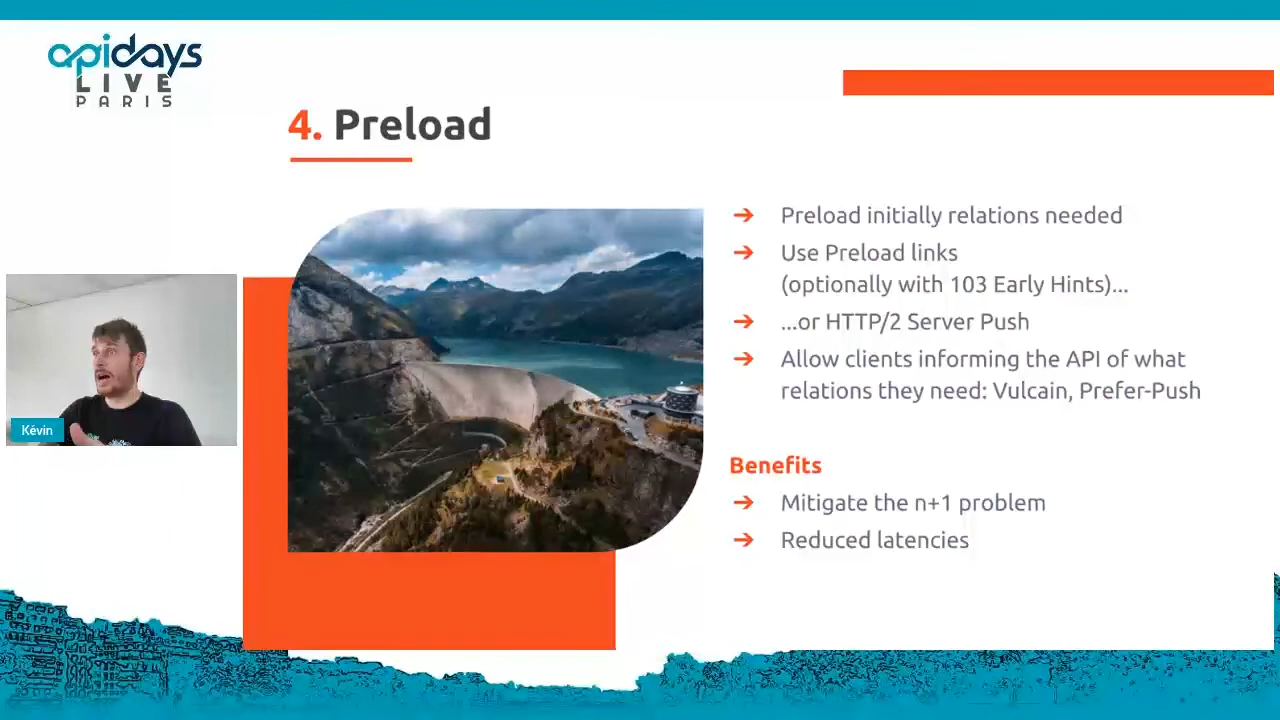 apidays
LIVE
PARIS
4. Preload
Preload initially relations needed
Use Preload links
(optionally with 103 Early Hints)...
...or HTTP/2 Server Push
Allow clients informing the API of what
relations they need: Vulcain, Prefer-Push
Kévin
Benefits
Mitigate the n+1 problem
Reduced latencies